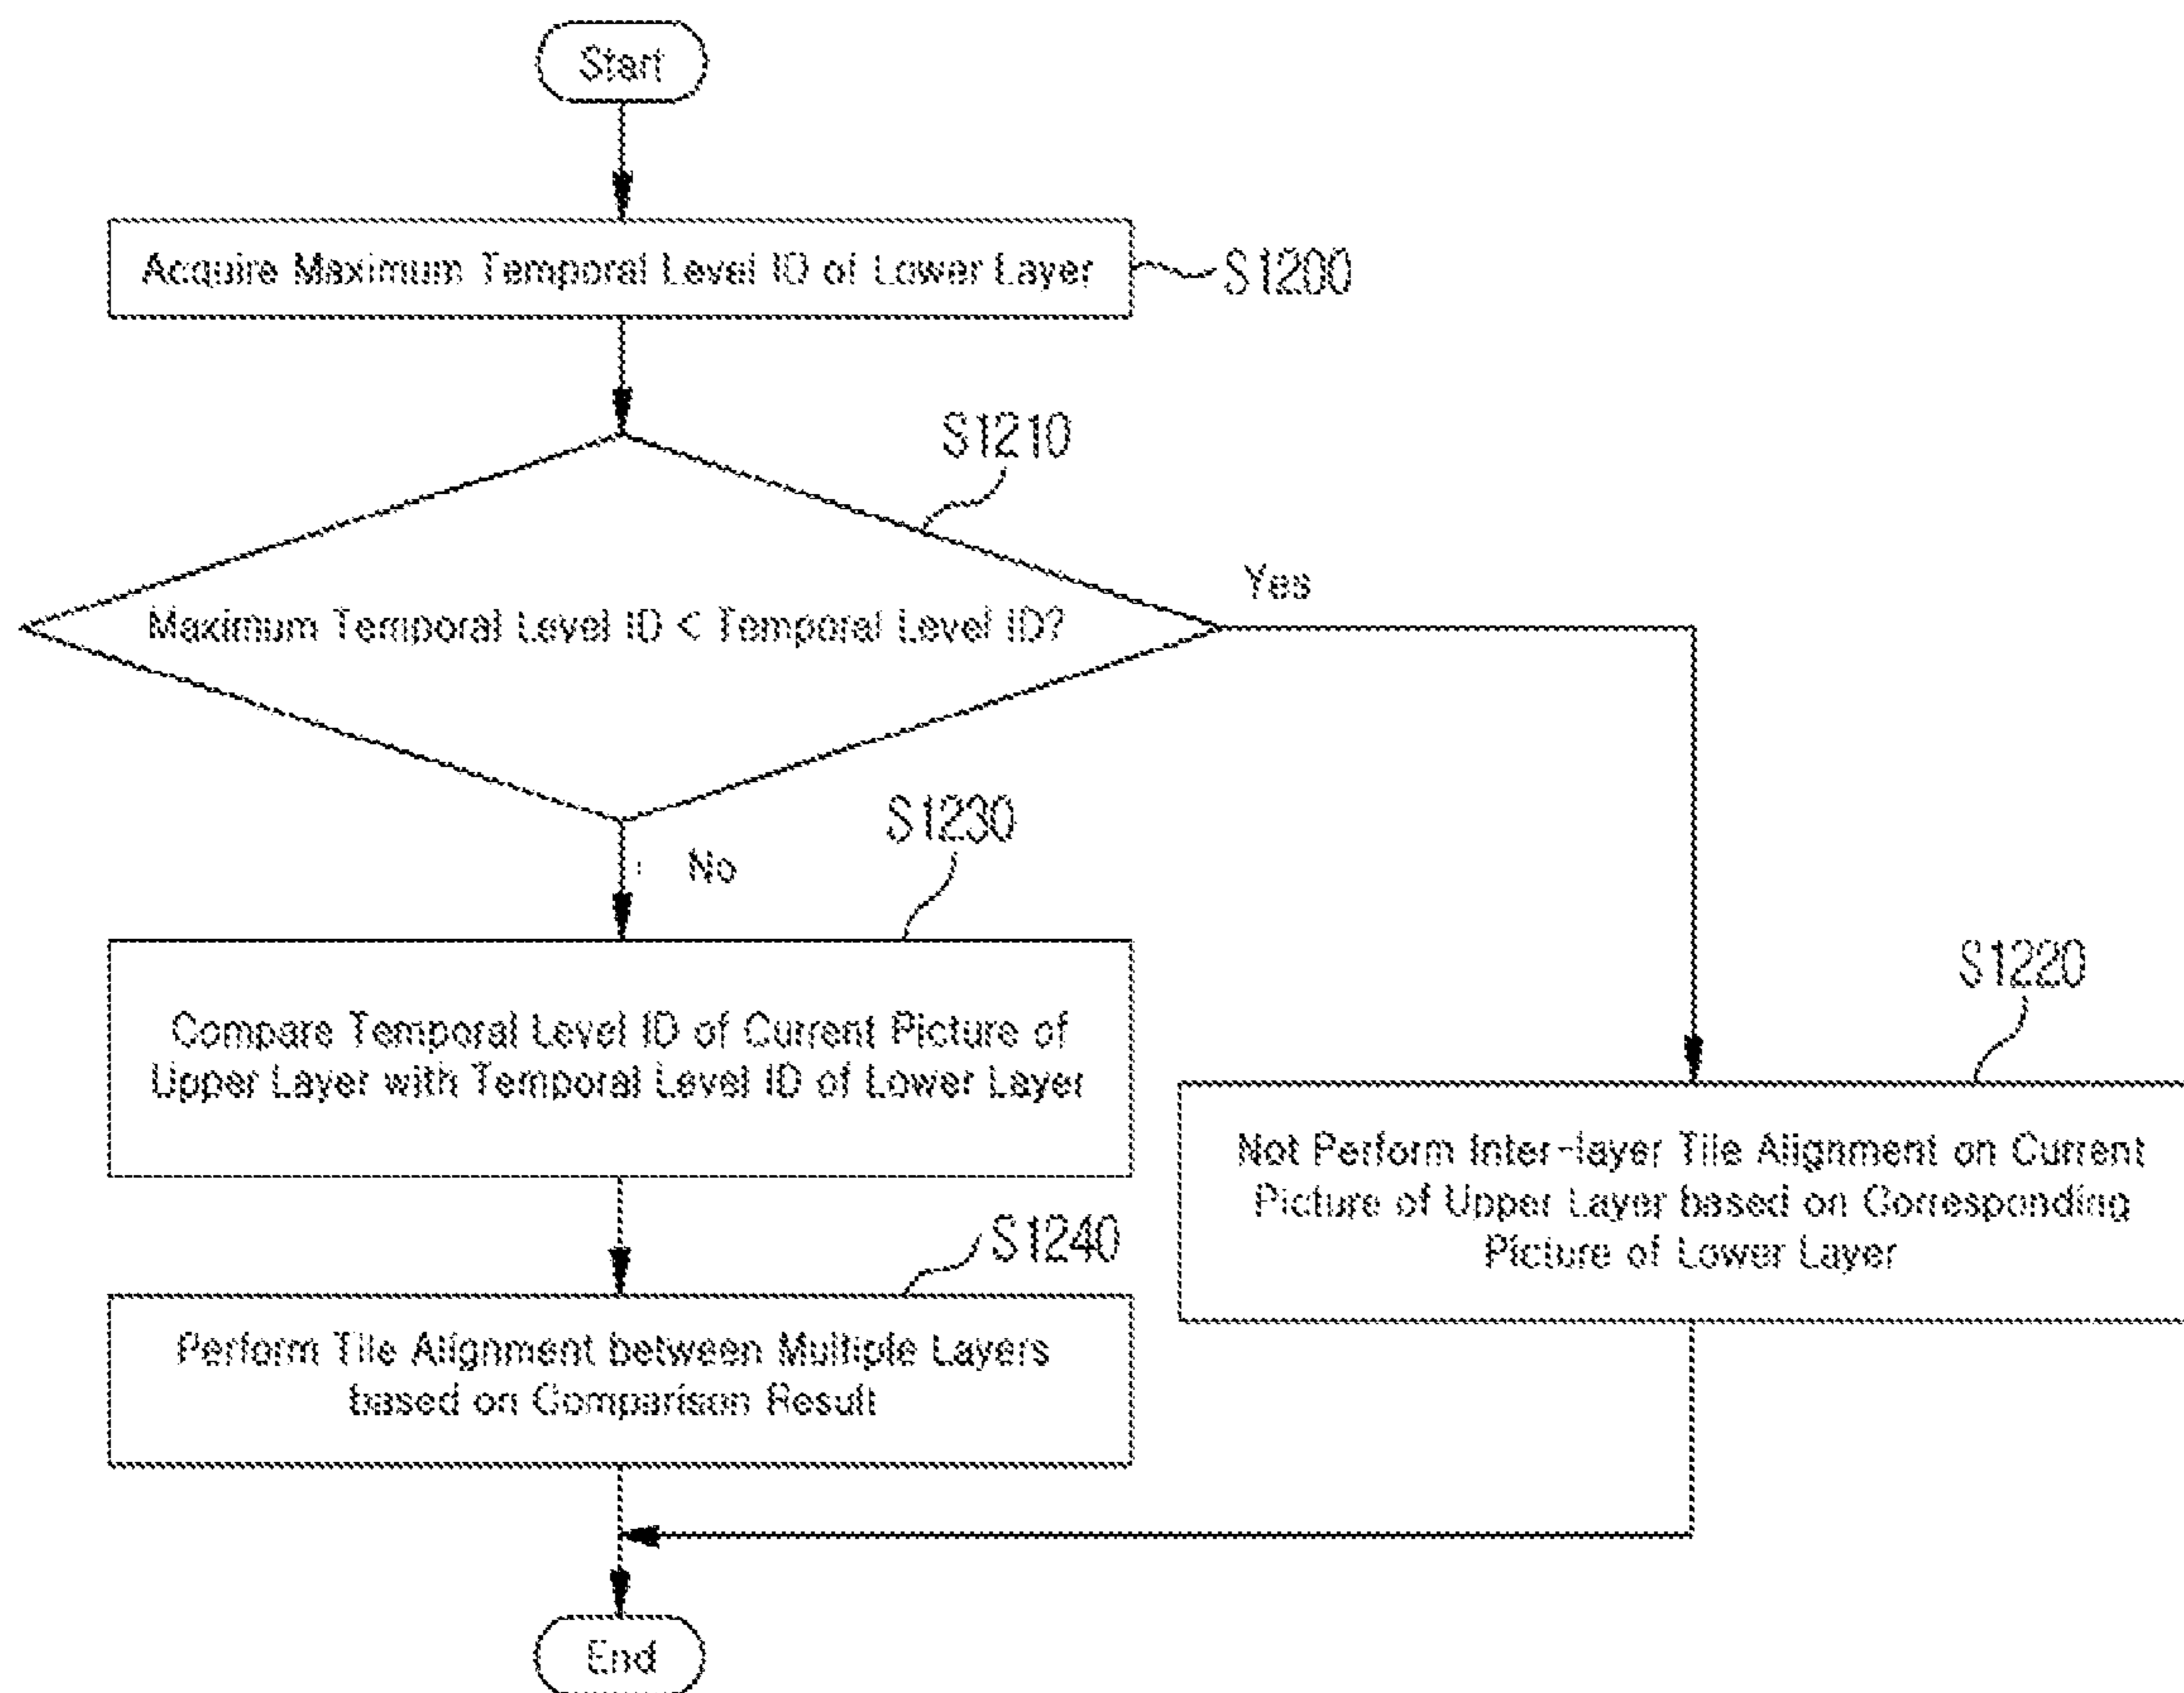 Start
Acquire Maximum Temporal Level ID of Lower Layer
S1200
S1210
Maximum Temporal Level ID < Temporal Level ID?
Yes
No
S1230
Compare Temporal Level ID of Current Picture of
Upper Layer with Temporal Level ID of Lower Layer
S1220
Not Perform Inter-layer Tile Alignment on Current
Picture of Upper Layer based on Corresponding
Picture of Lower Layer
S1240
Perform Tile Alignment between Multiple Layers
based on Comparison Result
End